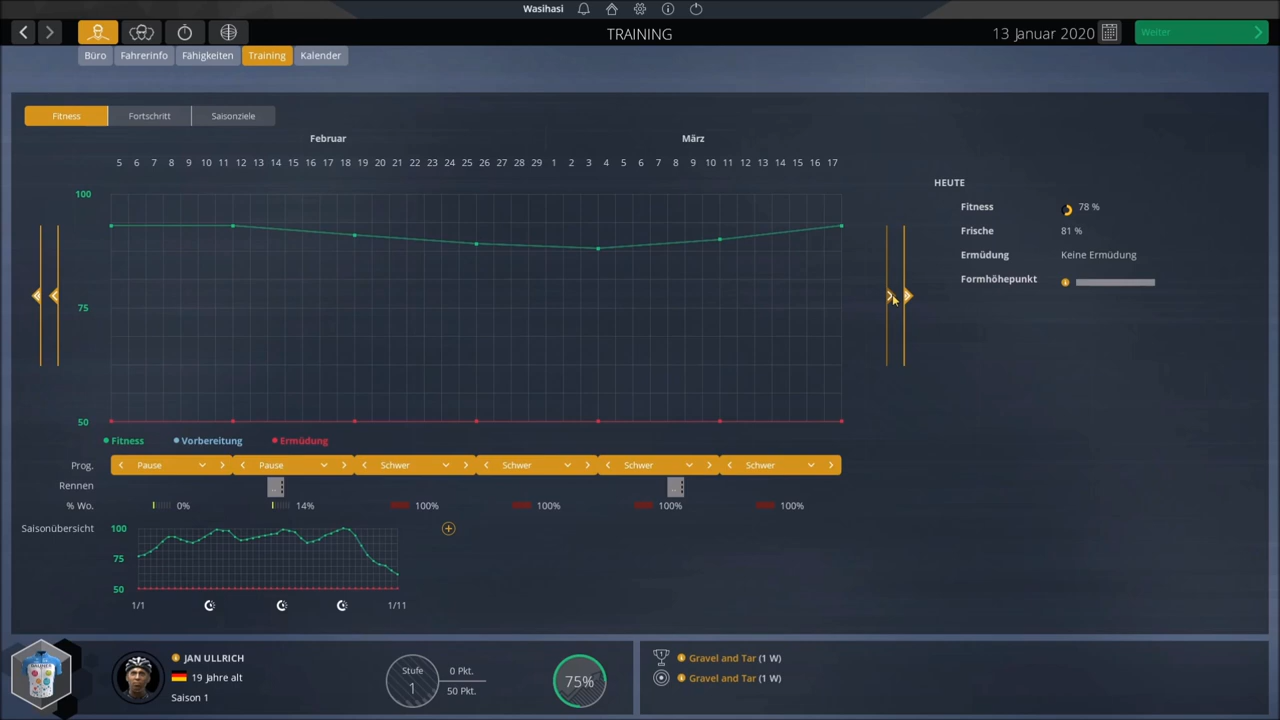 Wasihasi
TRAINING
13 Januar 2020
Weiter
Büro Fahrerinfo Fähigkeiten Training Kalender
Fitness Fortschritt Saisonziele
Februar März
5 6 7 8 9 10 11 12 13 14 15 16 17 18 19 20 21 22 23 24 25 26 27 28 29 1 2 3 4 5 6 7 8 9 10 11 12 13 14 15 16 17
100
75
50
HEUTE
Fitness 78 %
Frische 81 %
Ermüdung Keine Ermüdung
Formhöhepunkt
Fitness Vorbereitung Ermüdung
Prog. Pause Pause Schwer Schwer Schwer Schwer
Rennen
% Wo. 0% 14% 100% 100% 100% 100%
Saisonübersicht
100
75
50
1/1 1/11
JAN ULLRICH
19 Jahre alt
Saison 1
Stufe
1
0 Pkt.
50 Pkt.
75%
Gravel and Tar (1 W)
Gravel and Tar (1 W)